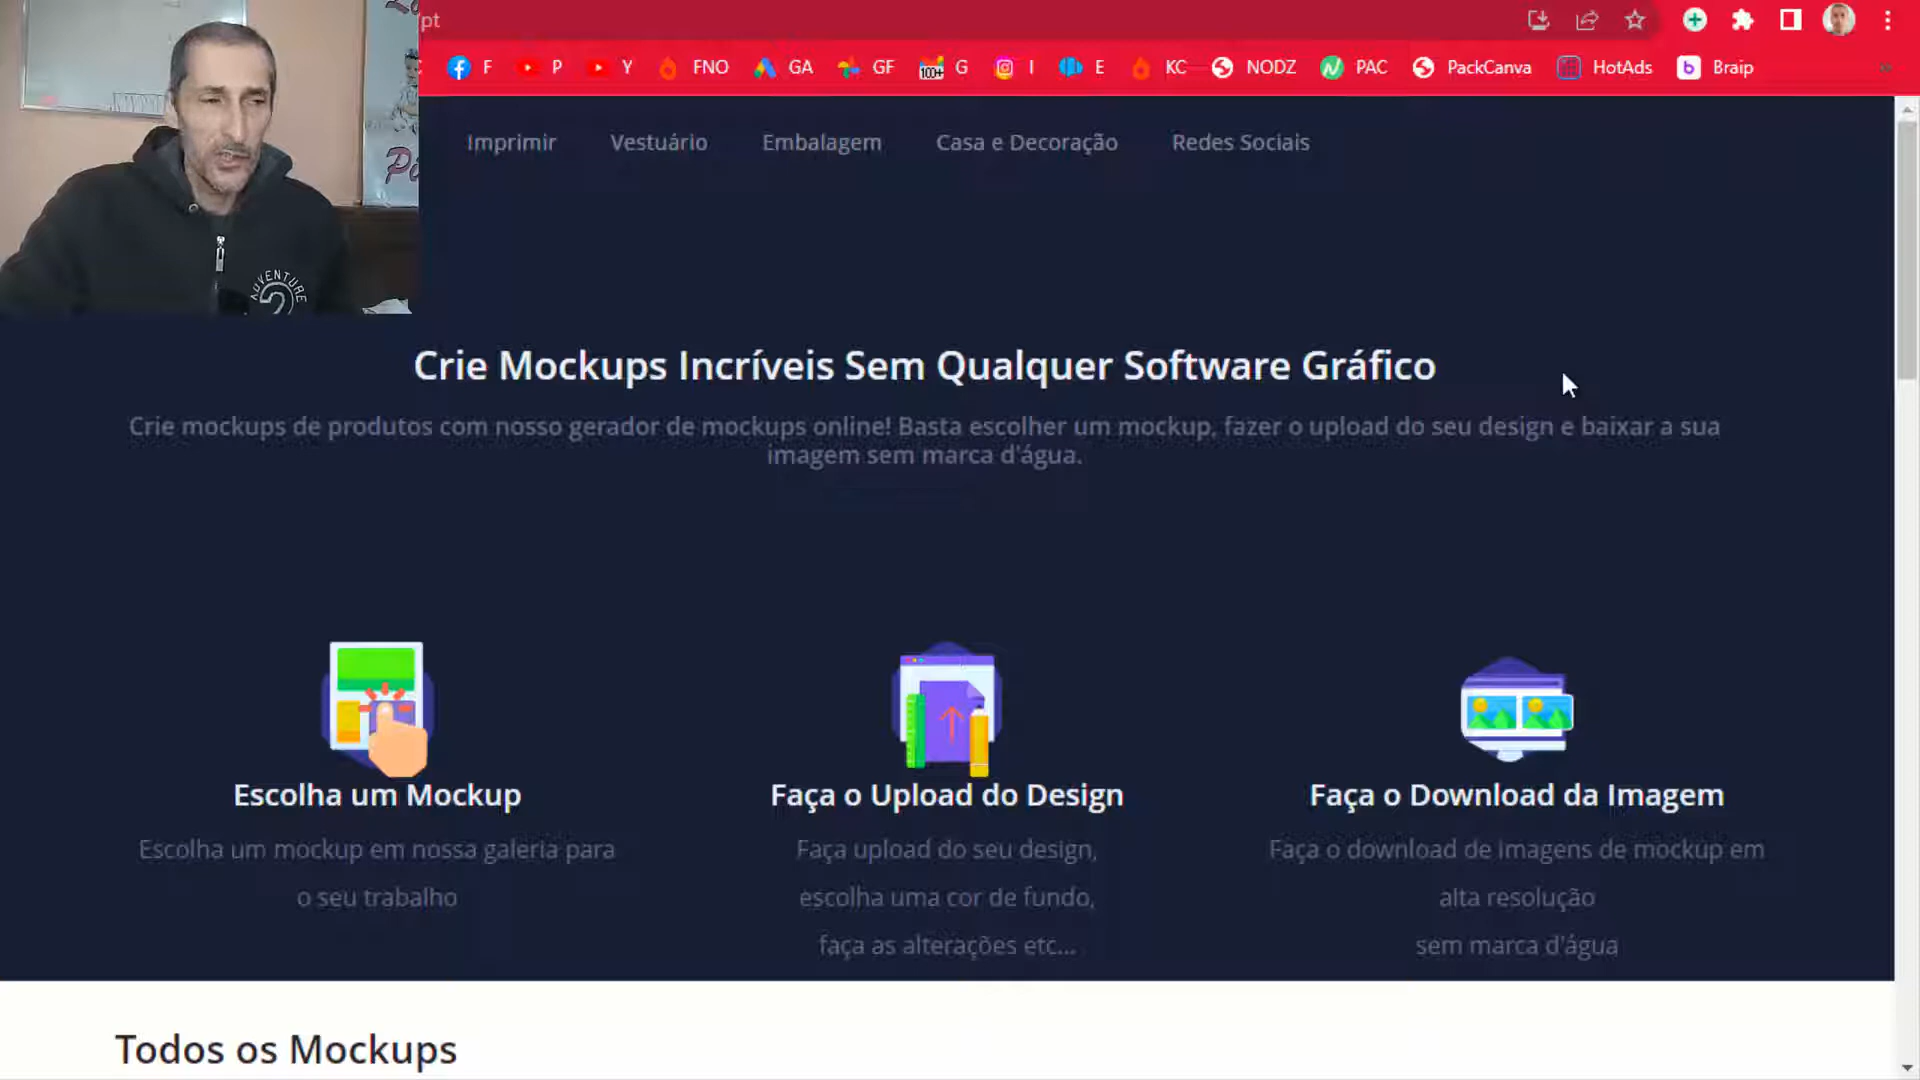 pt
F P Y FNO GA GF G I E KC NODZ PAC PackCanva HotAds Braip
Imprimir Vestuário Embalagem Casa e Decoração Redes Sociais
ADVENTURE
Crie Mockups Incríveis Sem Qualquer Software Gráfico
Crie mockups de produtos com nosso gerador de mockups online! Basta escolher um mockup, fazer o upload do seu design e baixar a sua
imagem sem marca d'água.
Escolha um Mockup
Escolha um mockup em nossa galeria para
o seu trabalho
Faça o Upload do Design
Faça upload do seu design,
escolha uma cor de fundo,
faça as alterações etc...
Faça o Download da Imagem
Faça o download de imagens de mockup em
alta resolução
sem marca d'água
Todos os Mockups